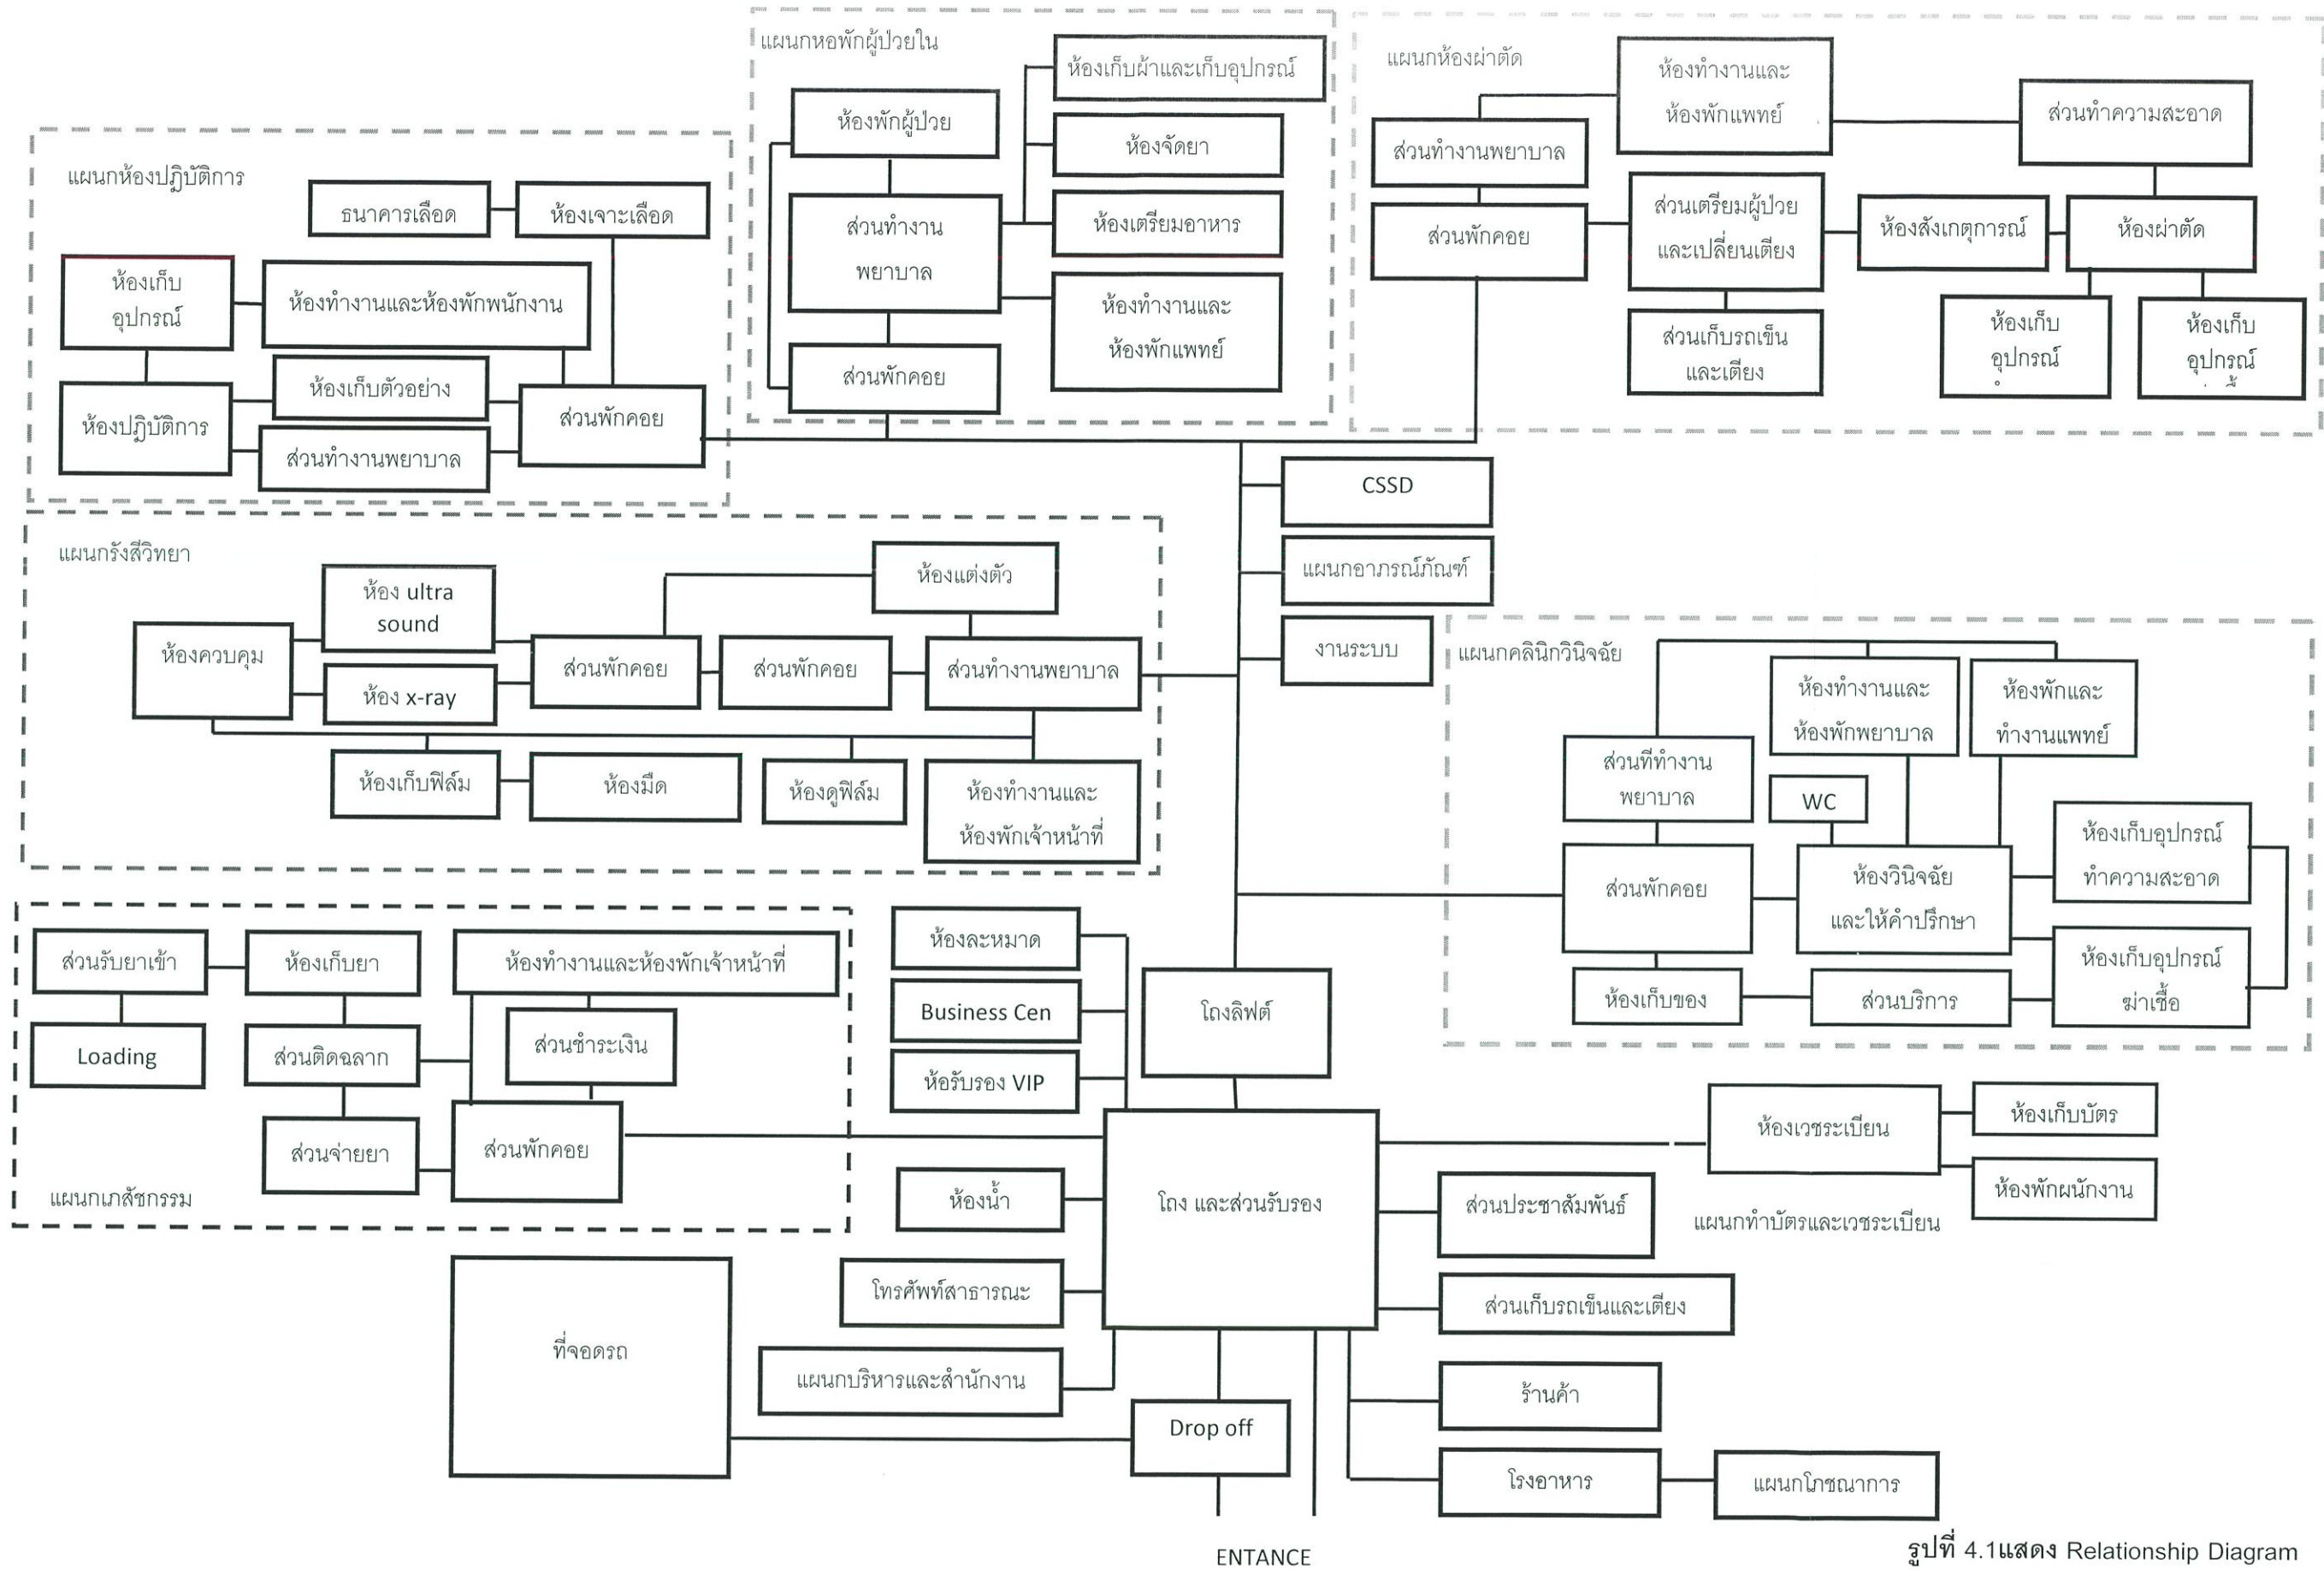 แผนกหอพักผู้ป่วยใน
ห้องเก็บผ้าและเก็บอุปกรณ์
ห้องพักผู้ป่วย
ห้องจัดยา
ส่วนทำงาน
พยาบาล
ห้องเตรียมอาหาร
ห้องทำงานและ
ห้องพักแพทย์
ส่วนพักคอย
แผนกห้องผ่าตัด
ห้องทำงานและ
ห้องพักแพทย์
ส่วนทำความสะอาด
ส่วนทำงานพยาบาล
ส่วนพักคอย
ส่วนเตรียมผู้ป่วย
และเปลี่ยนเตียง
ห้องสังเกตุการณ์
ห้องผ่าตัด
ส่วนเก็บรถเข็น
และเตียง
ห้องเก็บ
อุปกรณ์
ห้องเก็บ
อุปกรณ์
แผนกห้องปฏิบัติการ
ธนาคารเลือด
ห้องเจาะเลือด
ห้องเก็บ
อุปกรณ์
ห้องทำงานและห้องพักพนักงาน
ห้องเก็บตัวอย่าง
ห้องปฏิบัติการ
ส่วนทำงานพยาบาล
ส่วนพักคอย
CSSD
แผนกอาภรณ์ภัณฑ์
งานระบบ
แผนกรังสีวิทยา
ห้อง ultra
sound
ห้องแต่งตัว
ห้องควบคุม
ห้อง x-ray
ส่วนพักคอย
ส่วนพักคอย
ส่วนทำงานพยาบาล
ห้องเก็บฟิล์ม
ห้องมืด
ห้องดูฟิล์ม
ห้องทำงานและ
ห้องพักเจ้าหน้าที่
แผนกคลินิกวินิจฉัย
ห้องทำงานและ
ห้องพักพยาบาล
ห้องพักและ
ทำงานแพทย์
ส่วนที่ทำงาน
พยาบาล
WC
ห้องเก็บอุปกรณ์
ทำความสะอาด
ส่วนพักคอย
ห้องวินิจฉัย
และให้คำปรึกษา
ห้องเก็บอุปกรณ์
ฆ่าเชื้อ
ห้องเก็บของ
ส่วนบริการ
ส่วนรับยาเข้า
ห้องเก็บยา
ห้องทำงานและห้องพักเจ้าหน้าที่
Loading
ส่วนติดฉลาก
ส่วนชำระเงิน
ส่วนจ่ายยา
ส่วนพักคอย
แผนกเภสัชกรรม
ห้องละหมาด
Business Cen
ห้อรับรอง VIP
โถงลิฟต์
ห้องน้ำ
โถง และส่วนรับรอง
โทรศัพท์สาธารณะ
แผนกบริหารและสำนักงาน
ที่จอดรถ
Drop off
ENTANCE
ห้องเวชระเบียน
ห้องเก็บบัตร
ห้องพักผนักงาน
แผนกทำบัตรและเวชระเบียน
ส่วนประชาสัมพันธ์
ส่วนเก็บรถเข็นและเตียง
ร้านค้า
โรงอาหาร
แผนกโภชณาการ
รูปที่ 4.1แสดง Relationship Diagram